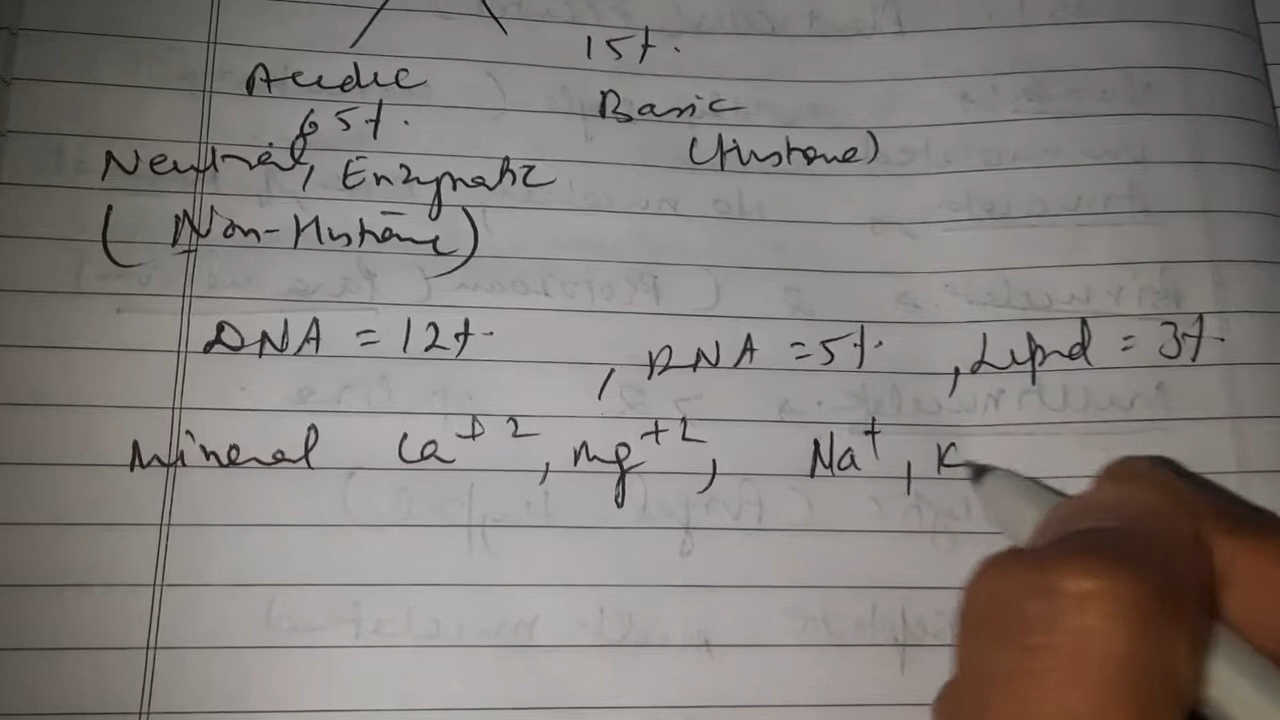 15%.
Acidic
Basic
65%.
(Histone)
Neutral, Enzymatic
(Non-Histone)
DNA = 12%.
, RNA = 5%.
, Lipid = 3%.
Mineral Ca+2, mg+2, Na+, K